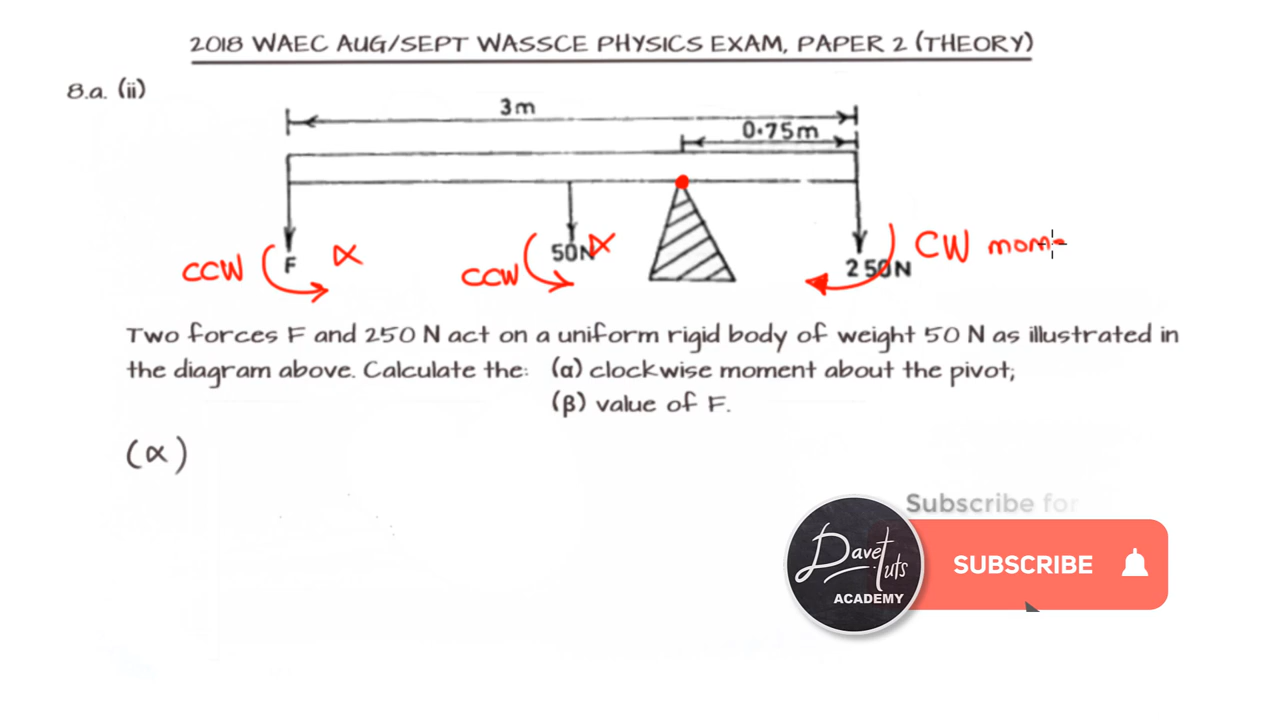 2018 WAEC AUG/SEPT WASSCE PHYSICS EXAM, PAPER 2 (THEORY)
8.a. (ii)
3m
0.75m
CCW F ∝
CCW 50N ∝
250N CW mome
Two forces F and 250 N act on a uniform rigid body of weight 50 N as illustrated in
the diagram above. Calculate the: (α) clockwise moment about the pivot;
(β) value of F.
(∝)
Subscribe for
Davet Tuts
ACADEMY
SUBSCRIBE